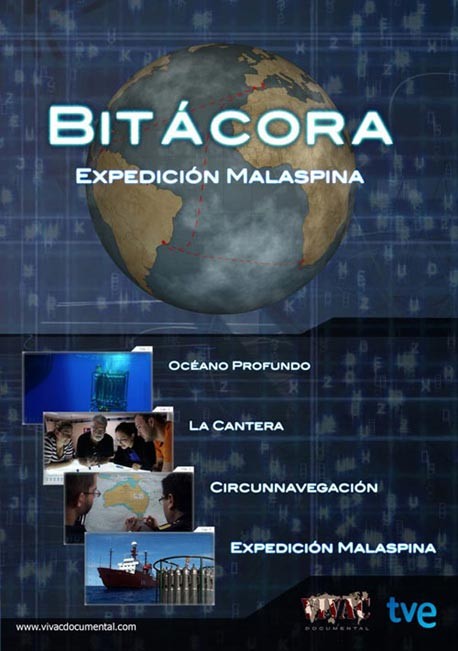 BITÁCORA
EXPEDICIÓN MALASPINA
OCÉANO PROFUNDO
LA CANTERA
CIRCUNNAVEGACIÓN
EXPEDICIÓN MALASPINA
VIVAC
DOCUMENTAL
tve
www.vivacdocumental.com